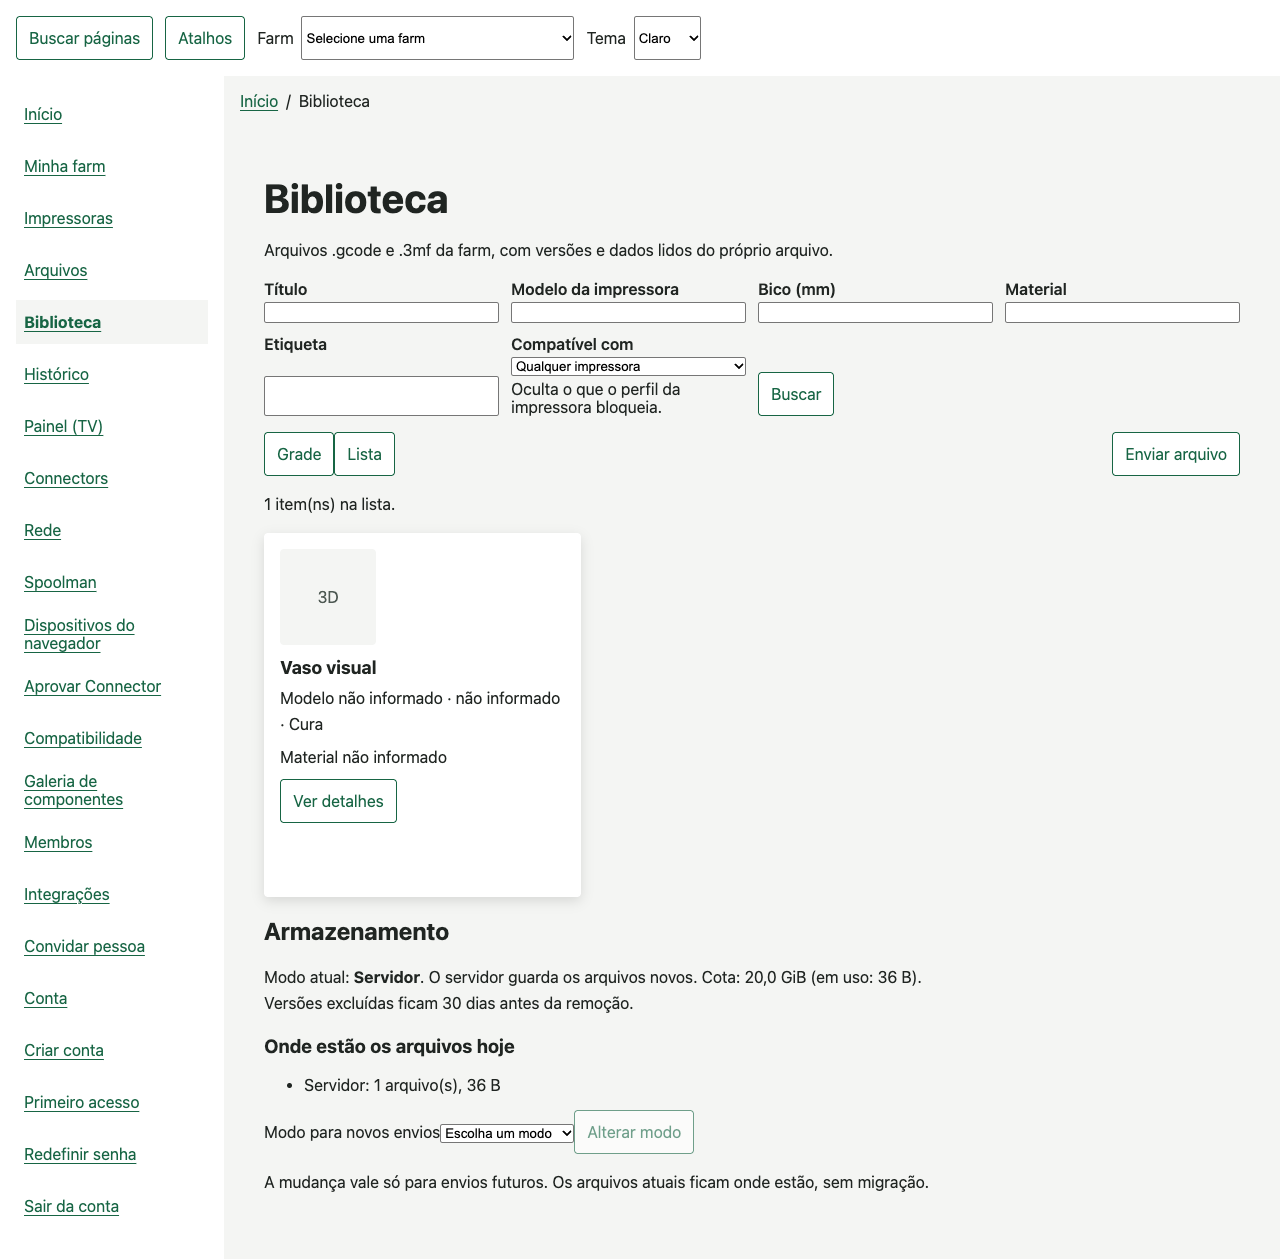 Buscar páginas Atalhos Farm Selecione uma farm Tema Claro
Início
Minha farm
Impressoras
Arquivos
Biblioteca
Histórico
Painel (TV)
Connectors
Rede
Spoolman
Dispositivos do
navegador
Aprovar Connector
Compatibilidade
Galeria de
componentes
Membros
Integrações
Convidar pessoa
Conta
Criar conta
Primeiro acesso
Redefinir senha
Sair da conta
Início / Biblioteca
Biblioteca
Arquivos .gcode e .3mf da farm, com versões e dados lidos do próprio arquivo.
Título Modelo da impressora Bico (mm) Material
Etiqueta Compatível com
Qualquer impressora
Oculta o que o perfil da
impressora bloqueia.
Buscar
Grade Lista Enviar arquivo
1 item(ns) na lista.
3D
Vaso visual
Modelo não informado · não informado
· Cura
Material não informado
Ver detalhes
Armazenamento
Modo atual: Servidor. O servidor guarda os arquivos novos. Cota: 20,0 GiB (em uso: 36 B).
Versões excluídas ficam 30 dias antes da remoção.
Onde estão os arquivos hoje
• Servidor: 1 arquivo(s), 36 B
Modo para novos envios Escolha um modo Alterar modo
A mudança vale só para envios futuros. Os arquivos atuais ficam onde estão, sem migração.